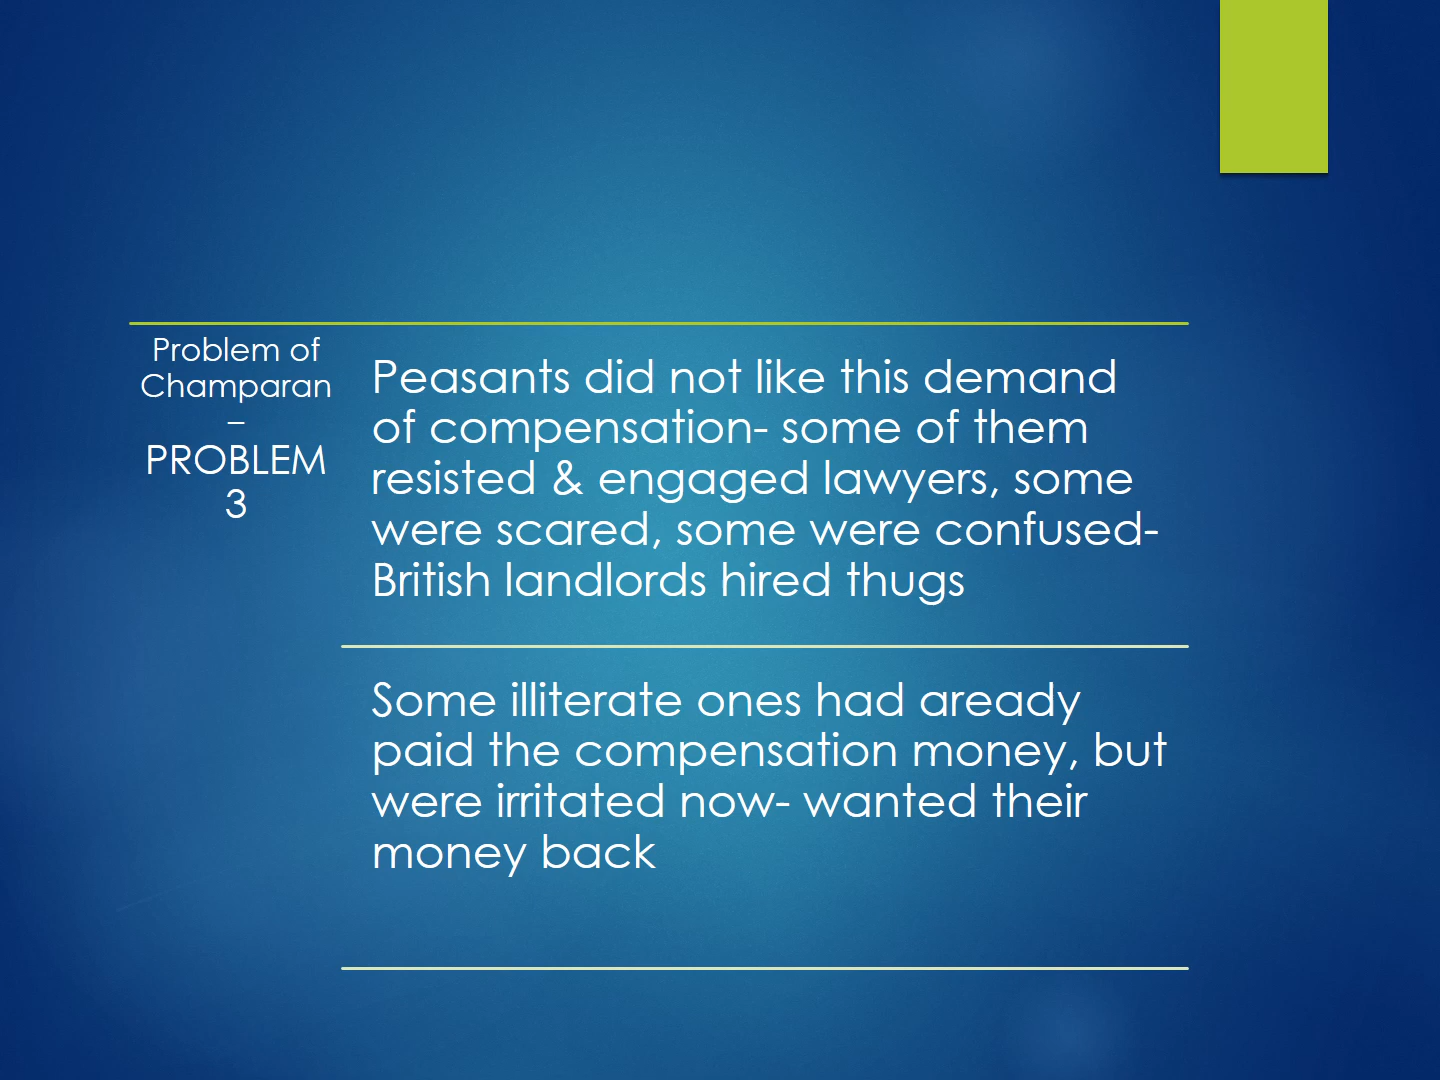 Problem of
Champaran
–
PROBLEM
3
Peasants did not like this demand
of compensation- some of them
resisted & engaged lawyers, some
were scared, some were confused-
British landlords hired thugs
Some illiterate ones had aready
paid the compensation money, but
were irritated now- wanted their
money back